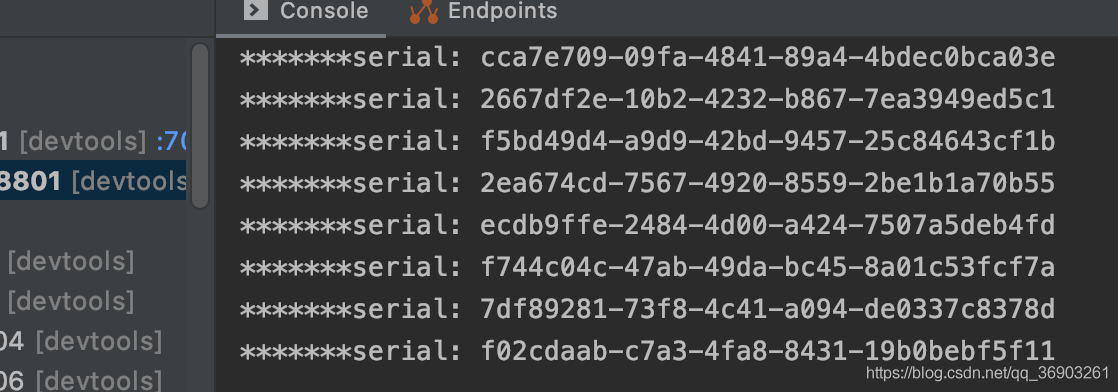 Console Endpoints
*******serial: cca7e709-09fa-4841-89a4-4bdec0bca03e
*******serial: 2667df2e-10b2-4232-b867-7ea3949ed5c1
1 [devtools] :70
*******serial: f5bd49d4-a9d9-42bd-9457-25c84643cf1b
8801 [devtools
*******serial: 2ea674cd-7567-4920-8559-2be1b1a70b55
*******serial: ecdb9ffe-2484-4d00-a424-7507a5deb4fd
[devtools]
*******serial: f744c04c-47ab-49da-bc45-8a01c53fcf7a
[devtools]
*******serial: 7df89281-73f8-4c41-a094-de0337c8378d
04 [devtools]
*******serial: f02cdaab-c7a3-4fa8-8431-19b0bebf5f11
06 [devtools]
https://blog.csdn.net/qq_36903261